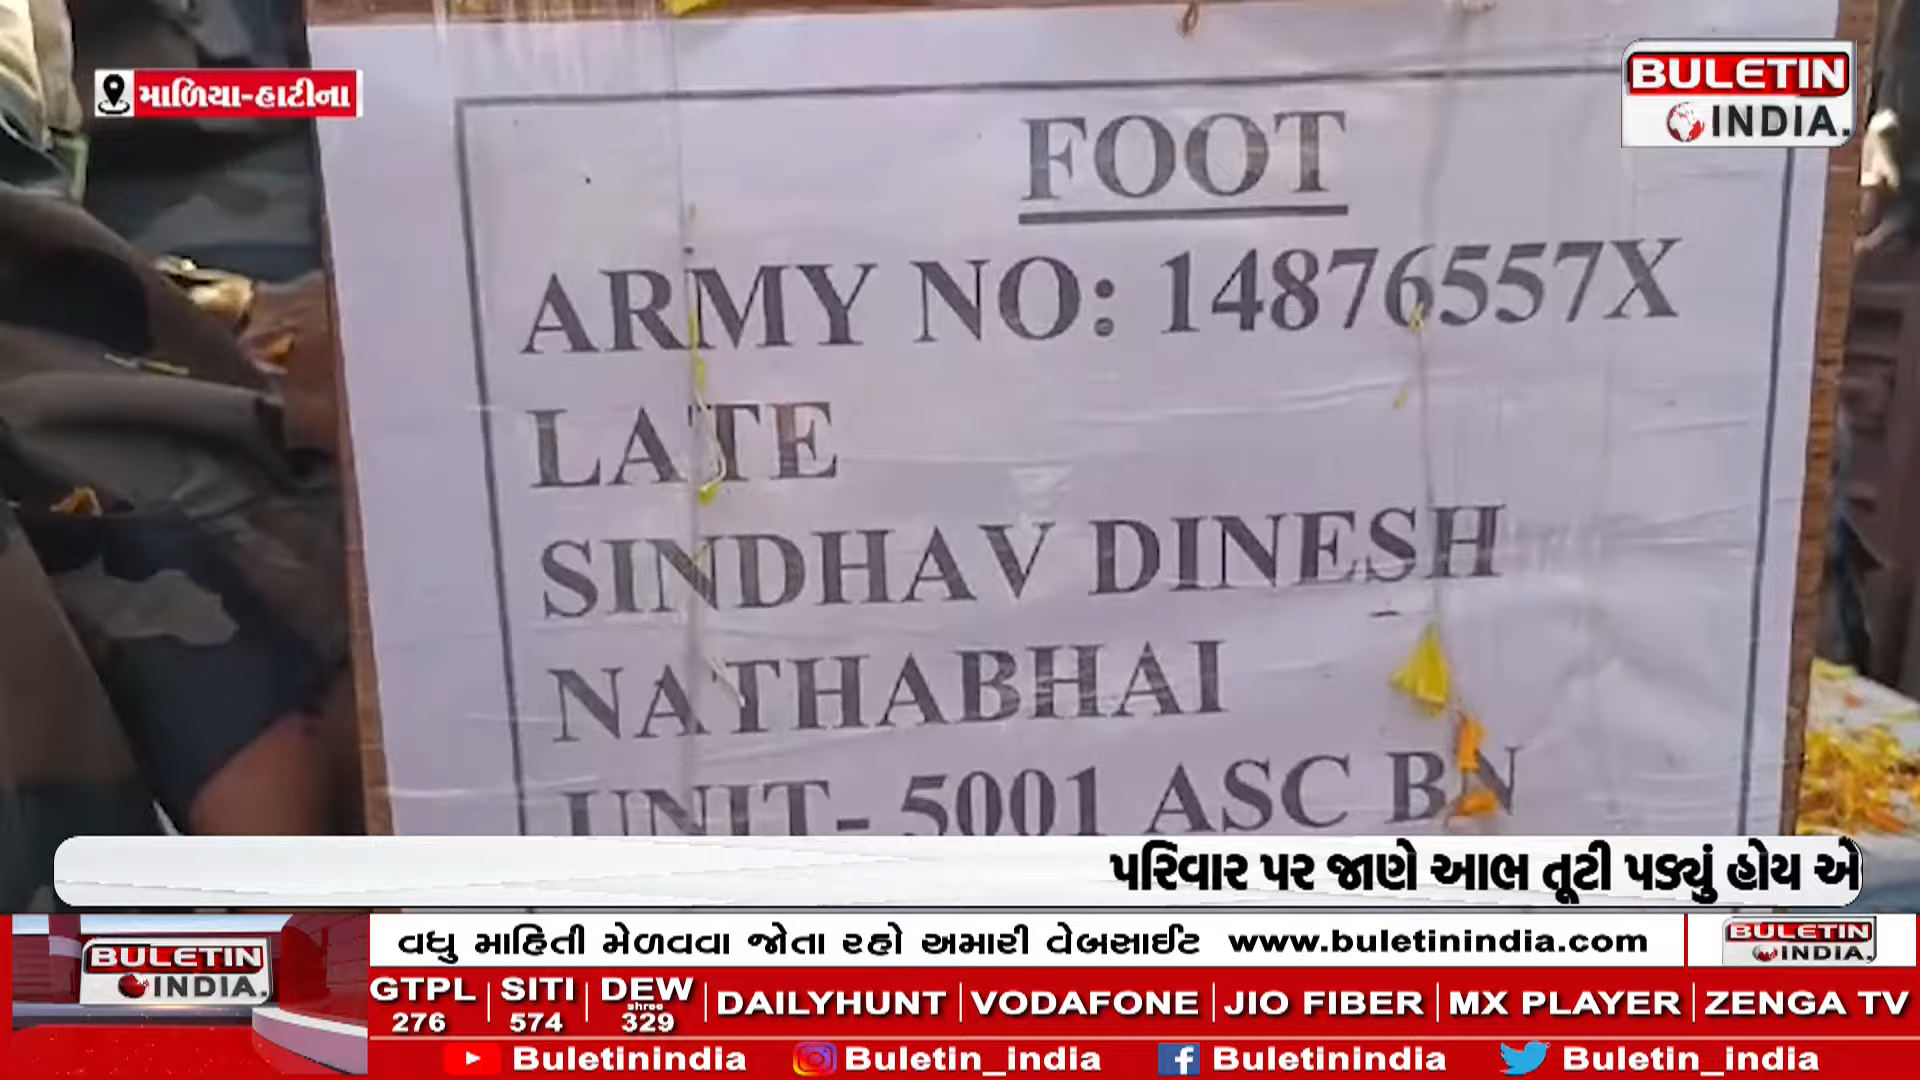 માળિયા-હાટીના
BULETIN
INDIA.
FOOT
ARMY NO: 14876557X
LATE
SINDHAV DINESH
NATHABHAI
UNIT- 5001 ASC BN
પરિવાર પર જાણે આભ તૂટી પડ્યું હોય એ
BULETIN
INDIA.
વધુ માહિતી મેળવવા જોતા રહો અમારી વેબસાઈટ www.buletinindia.com
BULETIN
INDIA.
GTPL 276 | SITI 574 | DEW shree 329 | DAILYHUNT | VODAFONE | JIO FIBER | MX PLAYER | ZENGA TV
Buletinindia Buletin_india Buletinindia Buletin_india